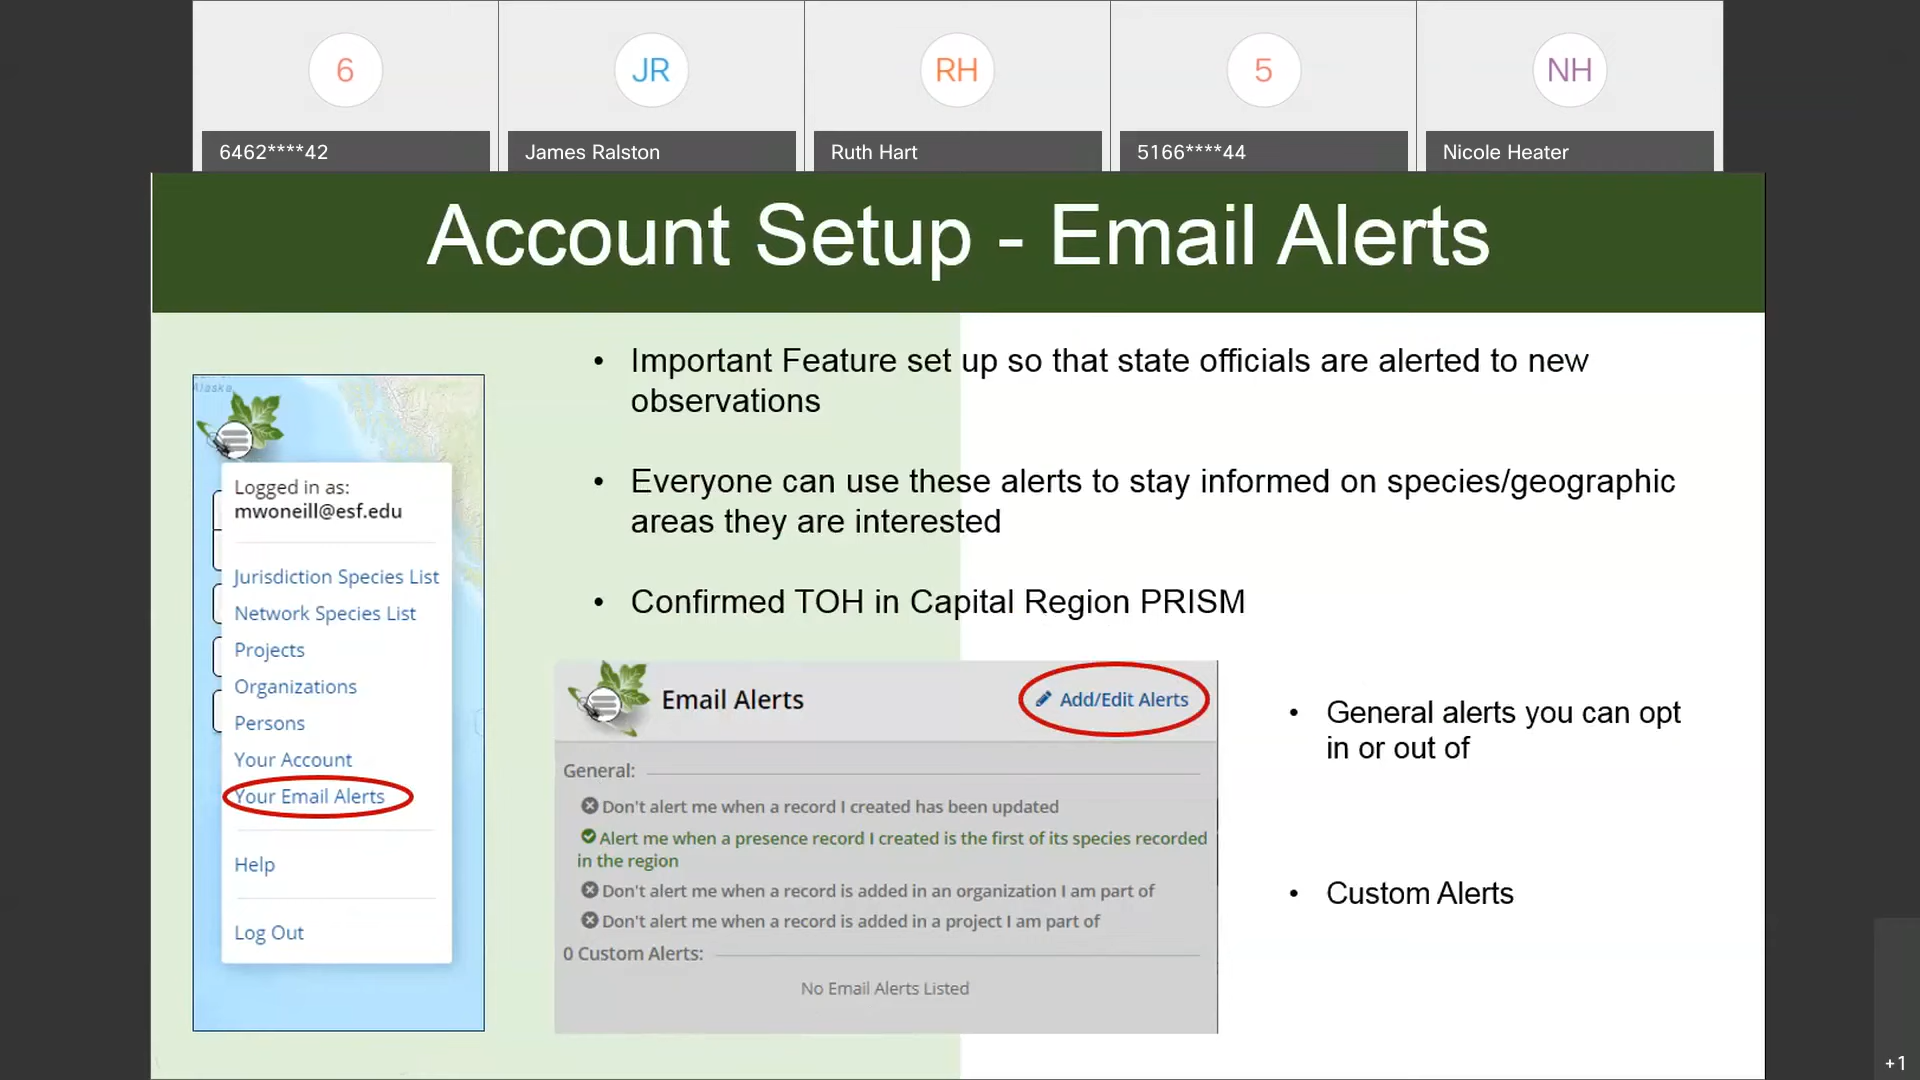 6
JR
RH
5
NH
6462****42
James Ralston
Ruth Hart
5166****44
Nicole Heater
Account Setup - Email Alerts
• Important Feature set up so that state officials are alerted to new
observations
• Everyone can use these alerts to stay informed on species/geographic
areas they are interested
• Confirmed TOH in Capital Region PRISM
Alaska
Logged in as:
mwoneill@esf.edu
Jurisdiction Species List
Network Species List
Projects
Organizations
Persons
Your Account
Your Email Alerts
Help
Log Out
Email Alerts
Add/Edit Alerts
General:
Don't alert me when a record I created has been updated
Alert me when a presence record I created is the first of its species recorded
in the region
Don't alert me when a record is added in an organization I am part of
Don't alert me when a record is added in a project I am part of
0 Custom Alerts:
No Email Alerts Listed
• General alerts you can opt
in or out of
• Custom Alerts
+1